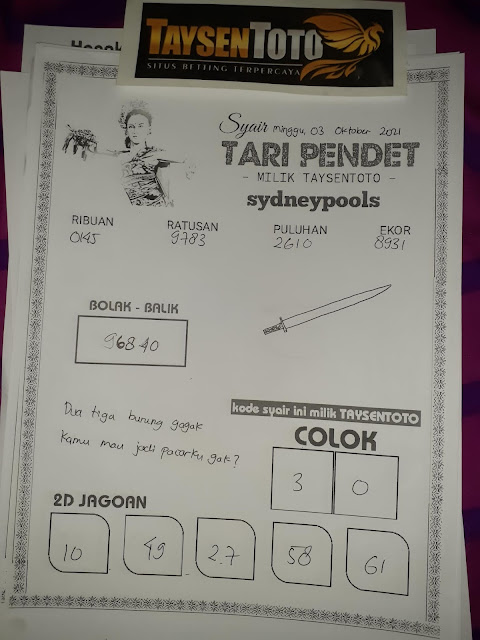 TAYSENTOTO
SITUS BETTING TERPERCAYA
Syair Minggu, 03 Oktober 2021
TARI PENDET
- MILIK TAYSENTOTO -
sydneypools
RIBUAN RATUSAN PULUHAN EKOR
0145 9783 2610 8931
BOLAK - BALIK
96840
Dua tiga burung gagak
Kamu mau jadi pacarku gak?
kode syair ini milik TAYSENTOTO
COLOK
3 0
2D JAGOAN
10 49 2.7 58 61